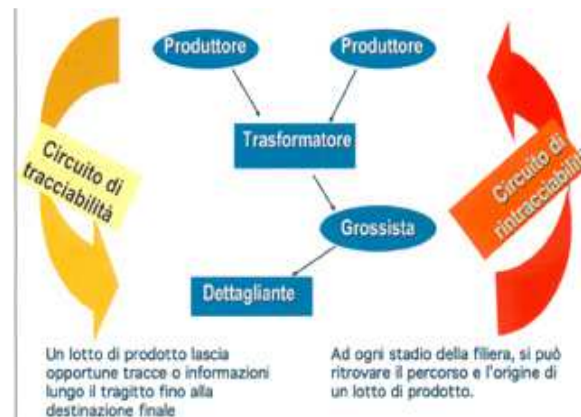 Produttore
Produttore
Trasformatore
Circuito di
tracciabilità
Circuito di
rintracciabilità
Grossista
Dettagliante
Un lotto di prodotto lascia
opportune tracce o informazioni
lungo il tragitto fino alla
destinazione finale
Ad ogni stadio della filiera, si può
ritrovare il percorso e l'origine di
un lotto di prodotto.